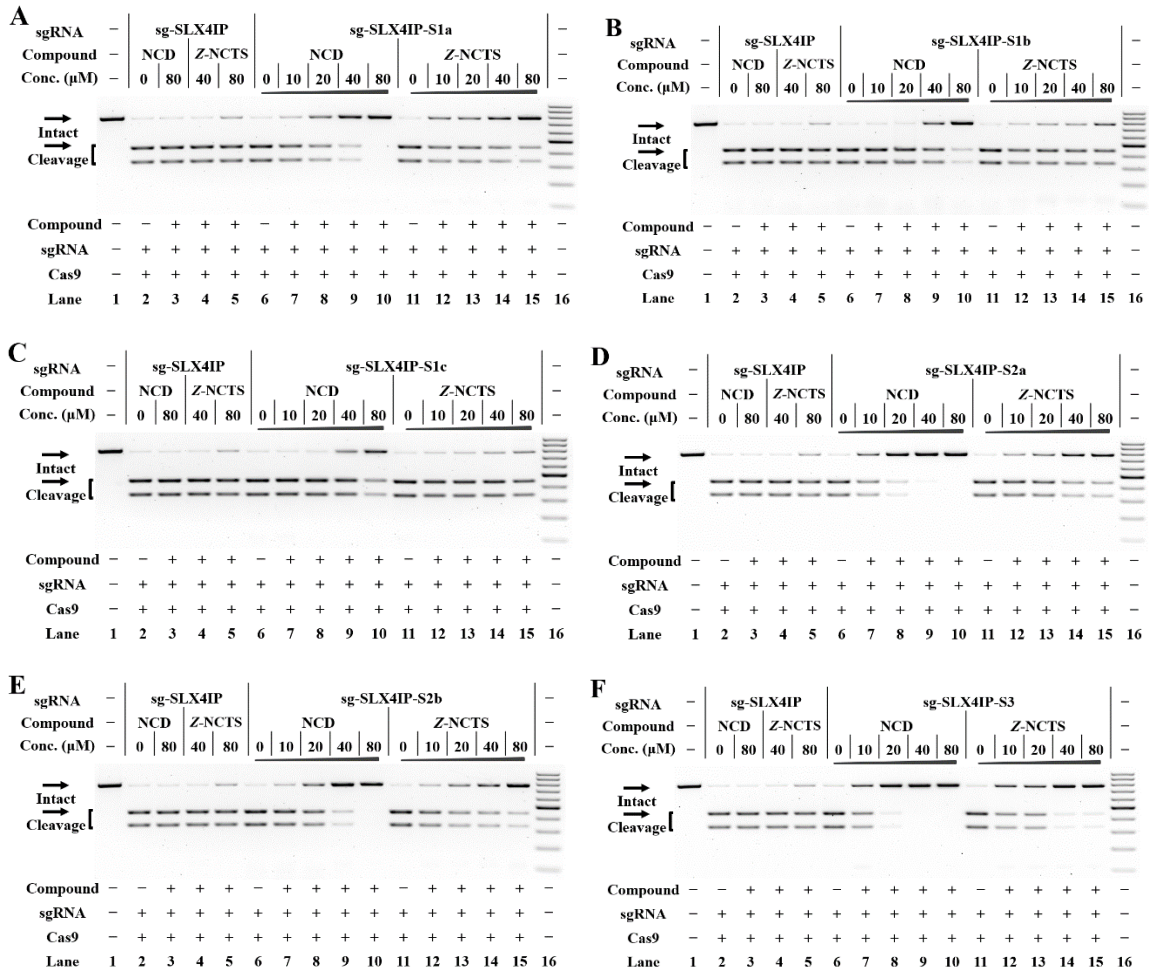 A
sgRNA – sg-SLX4IP sg-SLX4IP-S1a –
Compound – NCD Z-NCTS NCD Z-NCTS –
Conc. (μM) – 0 80 40 80 0 10 20 40 80 0 10 20 40 80 –
Intact
Cleavage
Compound – – + + + – + + + + – + + + + –
sgRNA – + + + + + + + + + + + + + + –
Cas9 – + + + + + + + + + + + + + + –
Lane 1 2 3 4 5 6 7 8 9 10 11 12 13 14 15 16
B
sgRNA – sg-SLX4IP sg-SLX4IP-S1b –
Compound – NCD Z-NCTS NCD Z-NCTS –
Conc. (μM) – 0 80 40 80 0 10 20 40 80 0 10 20 40 80 –
Intact
Cleavage
Compound – – + + + – + + + + – + + + + –
sgRNA – + + + + + + + + + + + + + + –
Cas9 – + + + + + + + + + + + + + + –
Lane 1 2 3 4 5 6 7 8 9 10 11 12 13 14 15 16
C
sgRNA – sg-SLX4IP sg-SLX4IP-S1c –
Compound – NCD Z-NCTS NCD Z-NCTS –
Conc. (μM) – 0 80 40 80 0 10 20 40 80 0 10 20 40 80 –
Intact
Cleavage
Compound – – + + + – + + + + – + + + + –
sgRNA – + + + + + + + + + + + + + + –
Cas9 – + + + + + + + + + + + + + + –
Lane 1 2 3 4 5 6 7 8 9 10 11 12 13 14 15 16
D
sgRNA – sg-SLX4IP sg-SLX4IP-S2a –
Compound – NCD Z-NCTS NCD Z-NCTS –
Conc. (μM) – 0 80 40 80 0 10 20 40 80 0 10 20 40 80 –
Intact
Cleavage
Compound – – + + + – + + + + – + + + + –
sgRNA – + + + + + + + + + + + + + + –
Cas9 – + + + + + + + + + + + + + + –
Lane 1 2 3 4 5 6 7 8 9 10 11 12 13 14 15 16
E
sgRNA – sg-SLX4IP sg-SLX4IP-S2b –
Compound – NCD Z-NCTS NCD Z-NCTS –
Conc. (μM) – 0 80 40 80 0 10 20 40 80 0 10 20 40 80 –
Intact
Cleavage
Compound – – + + + – + + + + – + + + + –
sgRNA – + + + + + + + + + + + + + + –
Cas9 – + + + + + + + + + + + + + + –
Lane 1 2 3 4 5 6 7 8 9 10 11 12 13 14 15 16
F
sgRNA – sg-SLX4IP sg-SLX4IP-S3 –
Compound – NCD Z-NCTS NCD Z-NCTS –
Conc. (μM) – 0 80 40 80 0 10 20 40 80 0 10 20 40 80 –
Intact
Cleavage
Compound – – + + + – + + + + – + + + + –
sgRNA – + + + + + + + + + + + + + + –
Cas9 – + + + + + + + + + + + + + + –
Lane 1 2 3 4 5 6 7 8 9 10 11 12 13 14 15 16